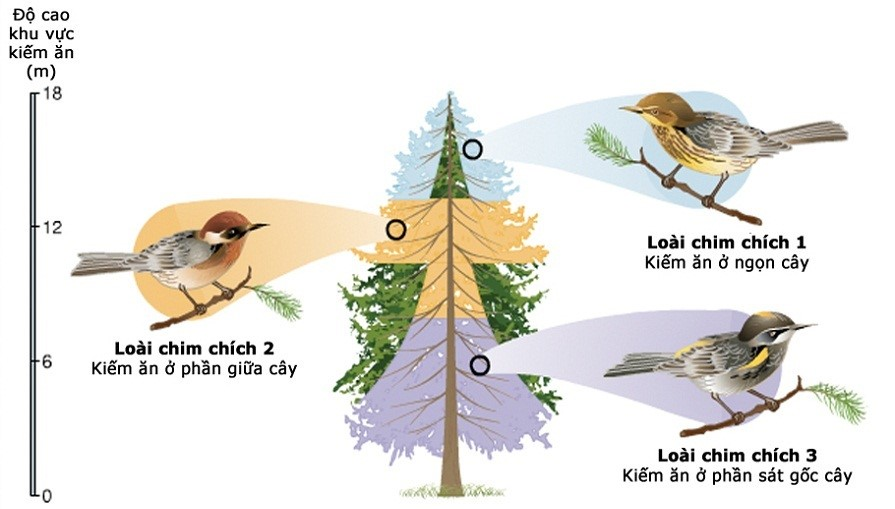 Độ cao
khu vực
kiếm ăn
(m)
18
12
6
0
Loài chim chích 1
Kiếm ăn ở ngọn cây
Loài chim chích 2
Kiếm ăn ở phần giữa cây
Loài chim chích 3
Kiếm ăn ở phần sát gốc cây